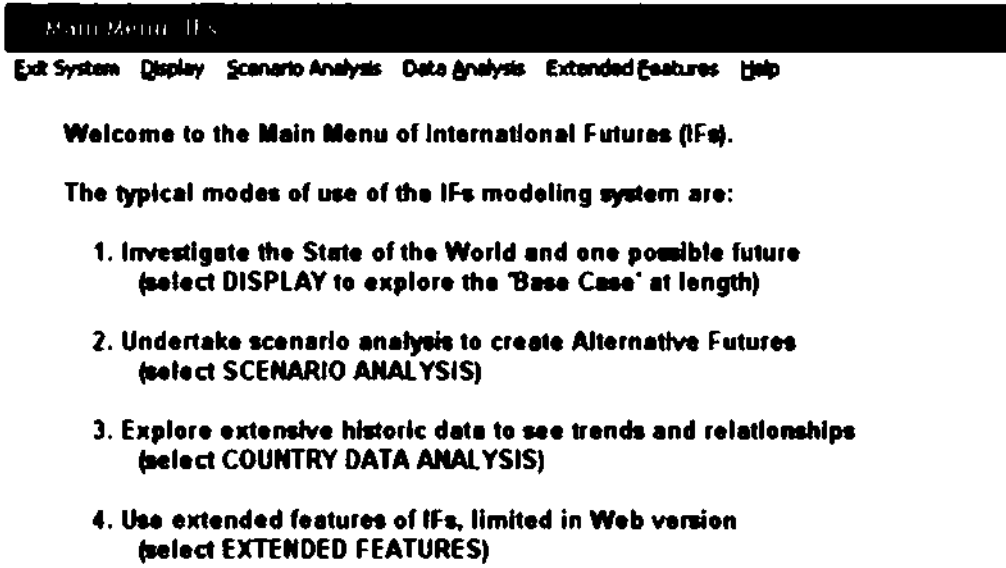 Main Menu IFs
Exit System Display Scenario Analysis Data Analysis Extended Features Help
Welcome to the Main Menu of International Futures (IFs).
The typical modes of use of the IFs modeling system are:
1. Investigate the State of the World and one possible future
(select DISPLAY to explore the 'Base Case' at length)
2. Undertake scenario analysis to create Alternative Futures
(select SCENARIO ANALYSIS)
3. Explore extensive historic data to see trends and relationships
(select COUNTRY DATA ANALYSIS)
4. Use extended features of IFs, limited in Web version
(select EXTENDED FEATURES)